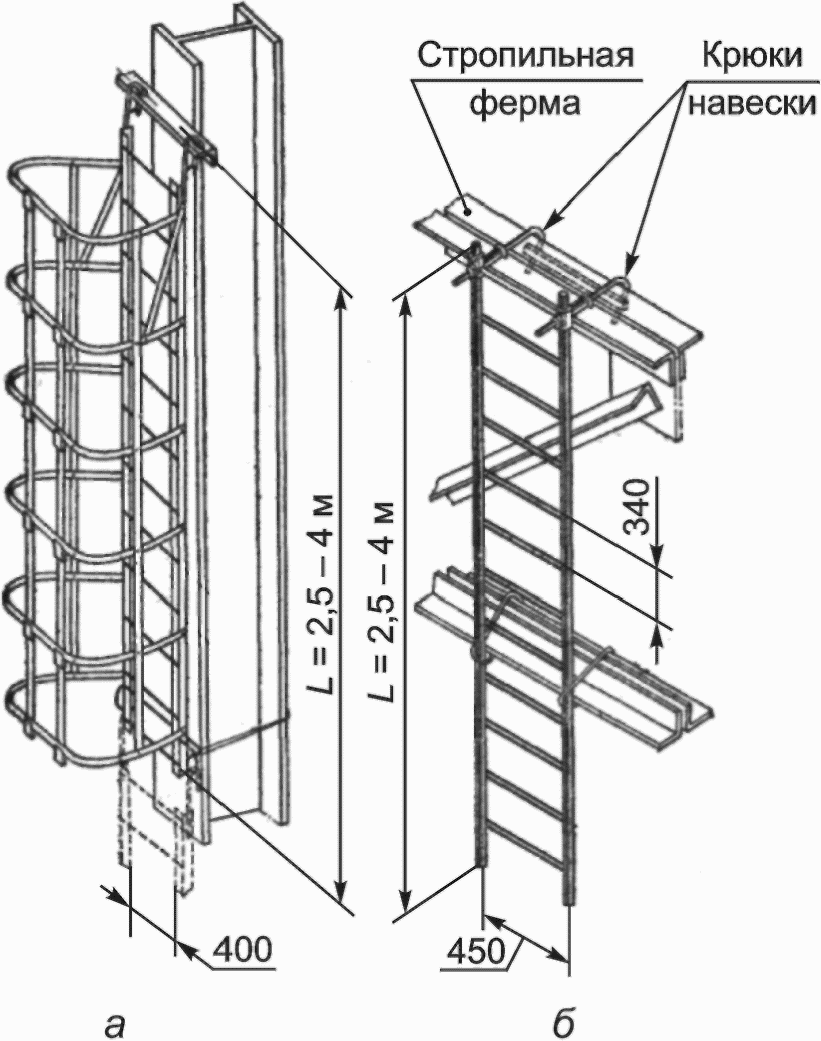 Стропильная
ферма
Крюки
навески
L = 2,5 – 4 м
L = 2,5 – 4 м
340
400
450
а
б